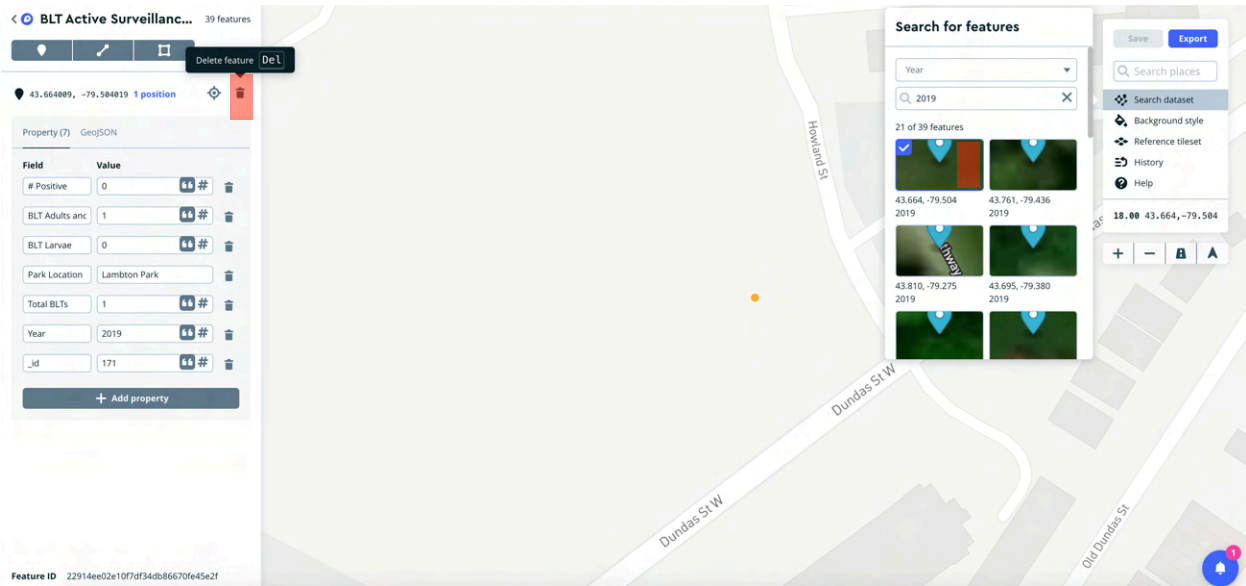 BLT Active Surveillanc...
39 features
Delete feature Del
43.664009, -79.504019 1 position
Property (7) GeoJSON
Field Value
# Positive 0
BLT Adults and 1
BLT Larvae 0
Park Location Lambton Park
Total BLTs 1
Year 2019
_id 171
+ Add property
Feature ID 22914ee02e10f7df34db86670fe45e2f
Howland St
Dundas St W
Dundas St W
Old Dundas St
Search for features
Year
2019
21 of 39 features
hway
43.664, -79.504
2019
43.761, -79.436
2019
43.810, -79.275
2019
43.695, -79.380
2019
Save Export
Search places
Search dataset
Background style
Reference tileset
History
Help
18.00 43.664,-79.504
1